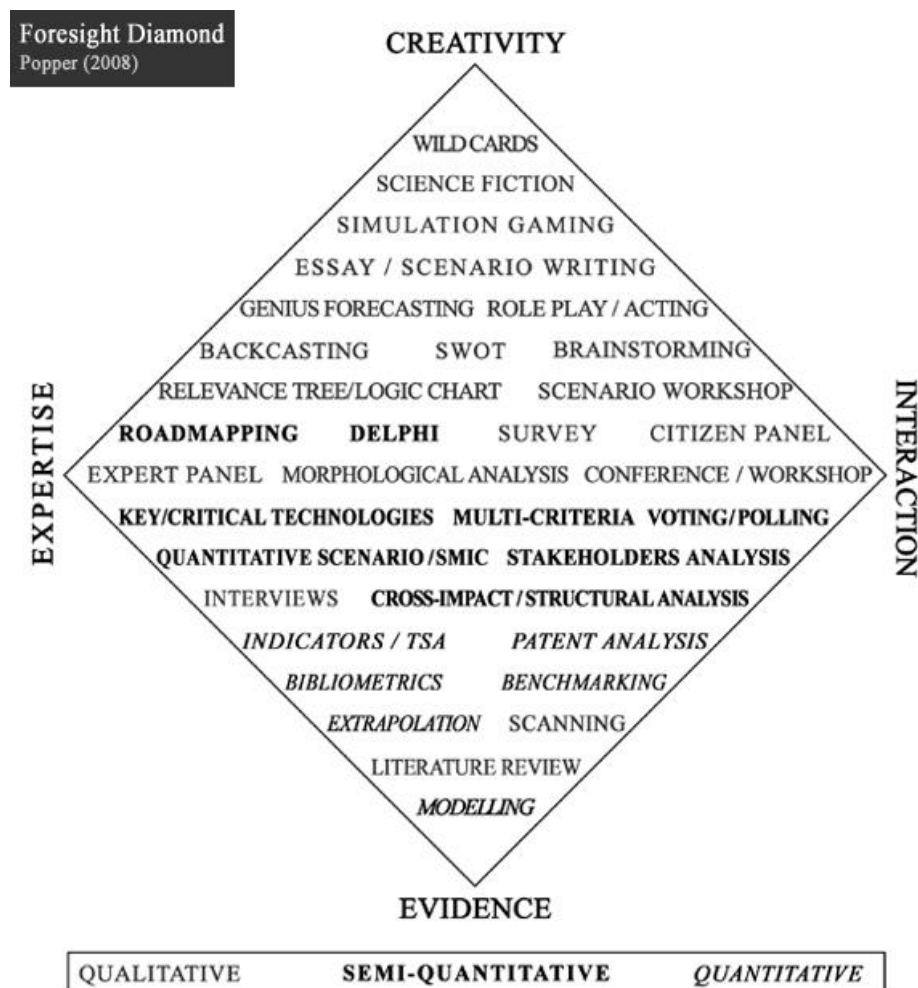 Foresight Diamond
Popper (2008)
CREATIVITY
WILD CARDS
SCIENCE FICTION
SIMULATION GAMING
ESSAY / SCENARIO WRITING
GENIUS FORECASTING ROLE PLAY / ACTING
BACKCASTING SWOT BRAINSTORMING
RELEVANCE TREE/LOGIC CHART SCENARIO WORKSHOP
ROADMAPPING DELPHI SURVEY CITIZEN PANEL
EXPERTISE
EXPERT PANEL MORPHOLOGICAL ANALYSIS CONFERENCE / WORKSHOP
INTERACTION
KEY/CRITICAL TECHNOLOGIES MULTI-CRITERIA VOTING/POLLING
QUANTITATIVE SCENARIO/SMIC STAKEHOLDERS ANALYSIS
INTERVIEWS CROSS-IMPACT/STRUCTURAL ANALYSIS
INDICATORS / TSA PATENT ANALYSIS
BIBLIOMETRICS BENCHMARKING
EXTRAPOLATION SCANNING
LITERATURE REVIEW
MODELLING
EVIDENCE
QUALITATIVE SEMI-QUANTITATIVE QUANTITATIVE